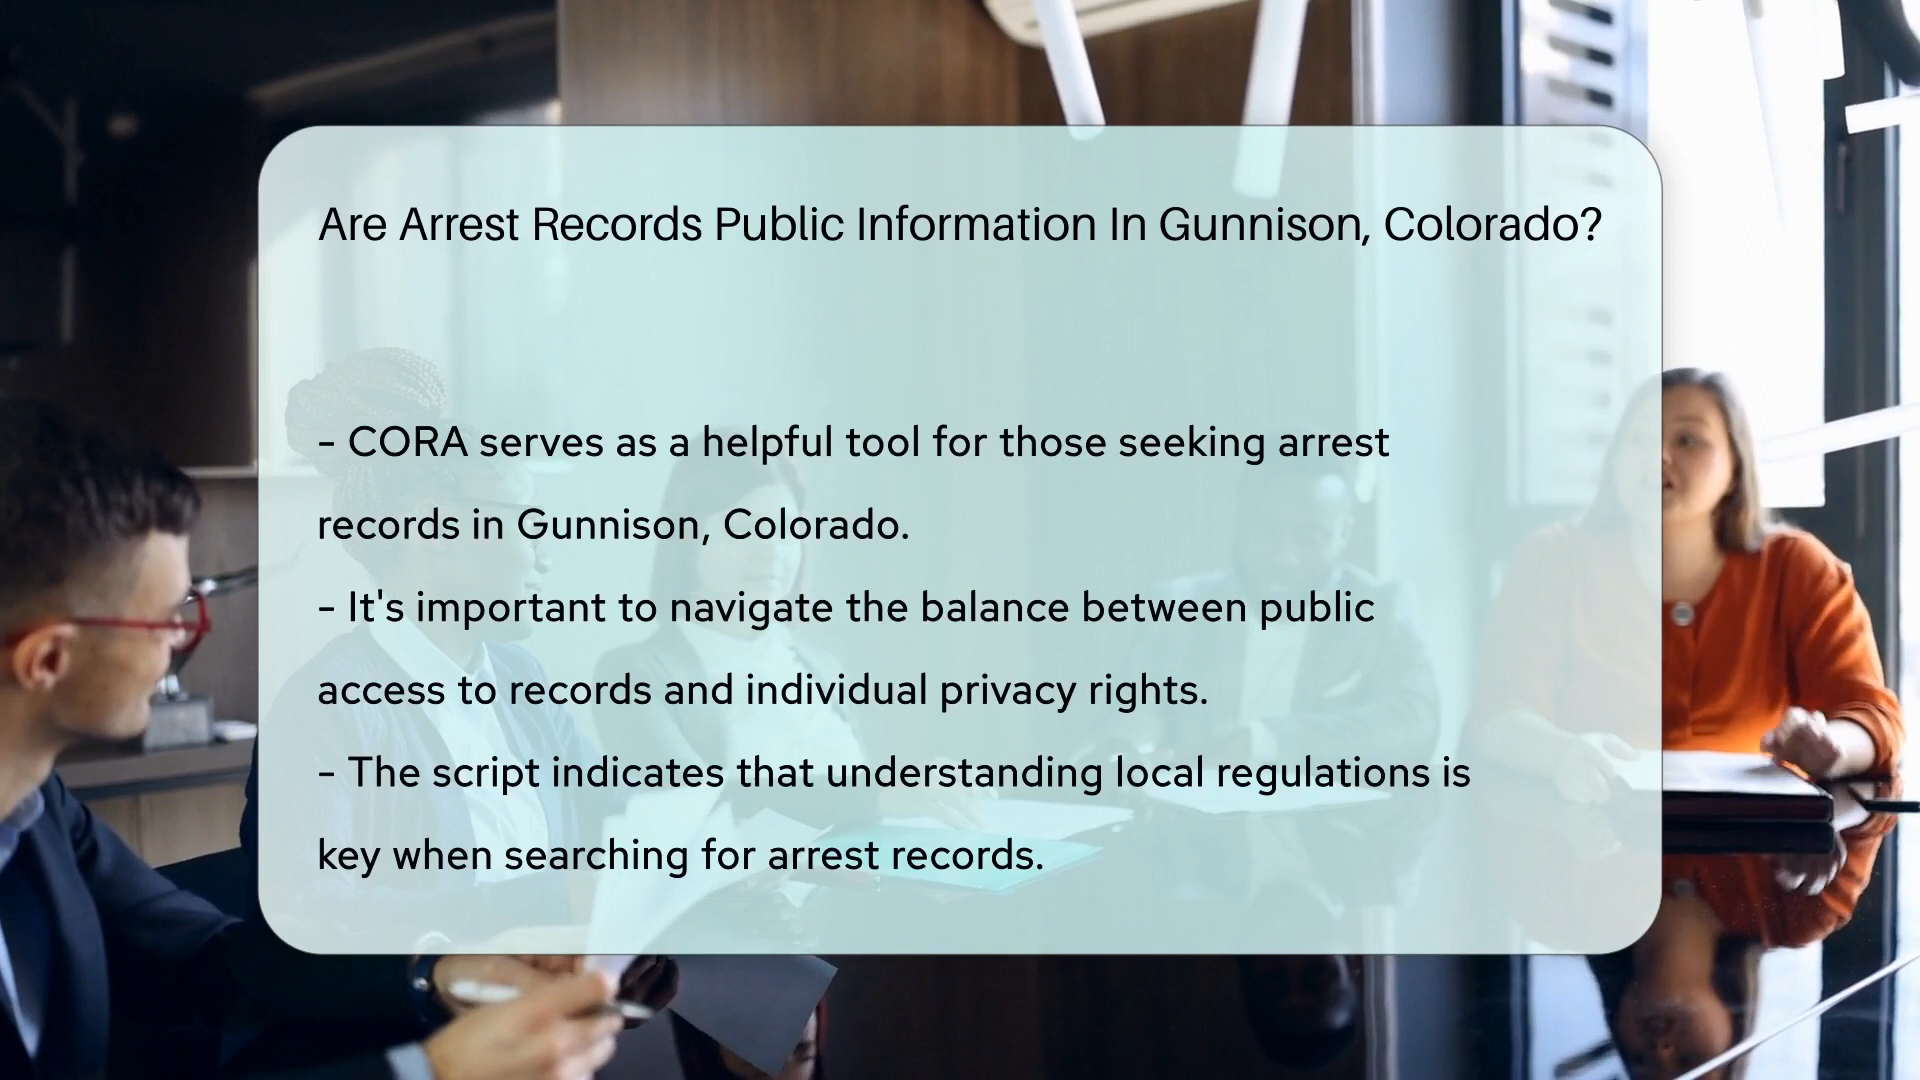 Are Arrest Records Public Information In Gunnison, Colorado?
- CORA serves as a helpful tool for those seeking arrest
records in Gunnison, Colorado.
- It's important to navigate the balance between public
access to records and individual privacy rights.
- The script indicates that understanding local regulations is
key when searching for arrest records.